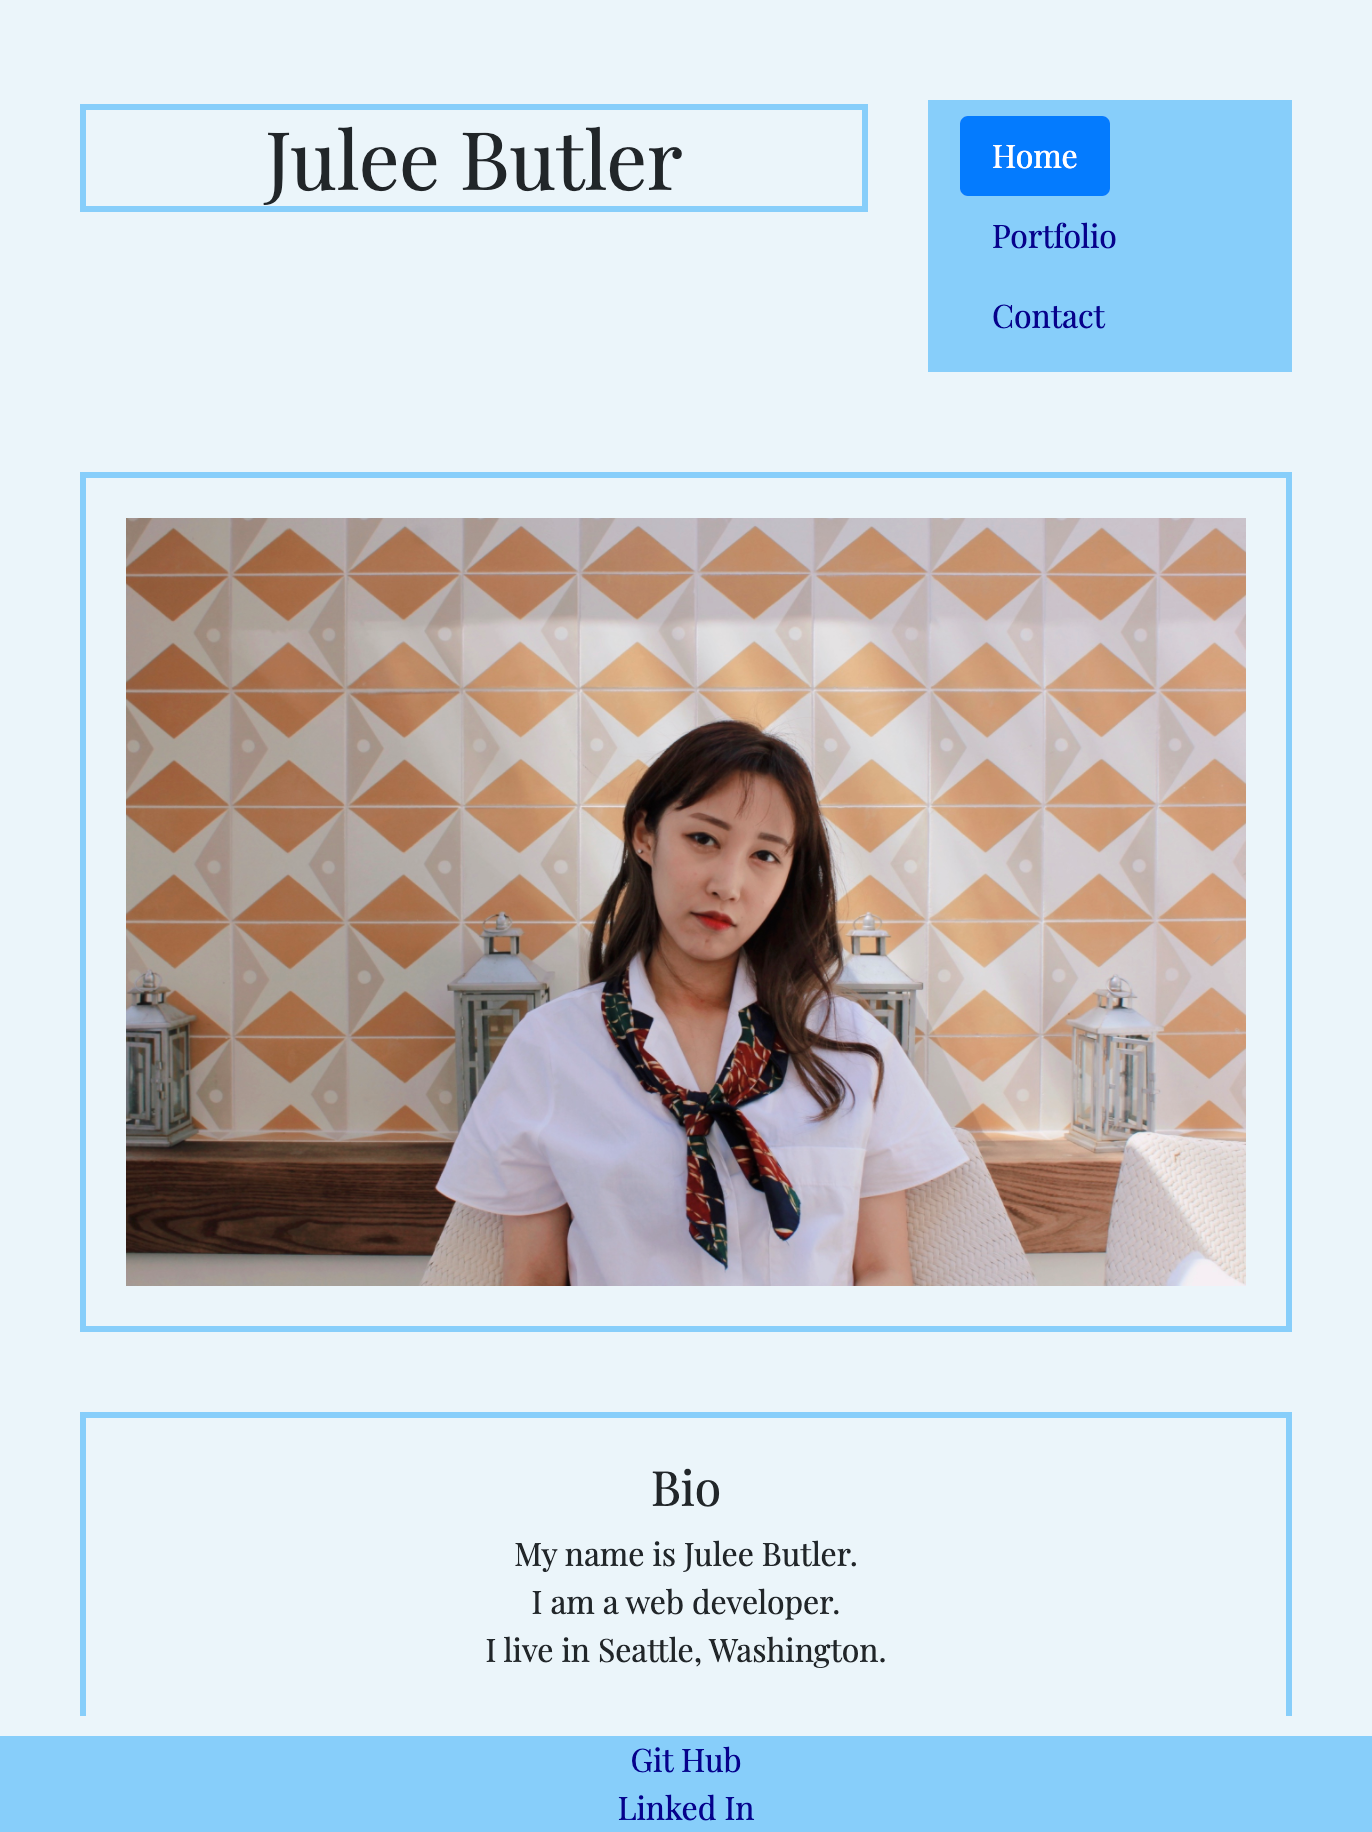 Julee Butler
Home
Portfolio
Contact
Bio
My name is Julee Butler.
I am a web developer.
I live in Seattle, Washington.
Git Hub
Linked In